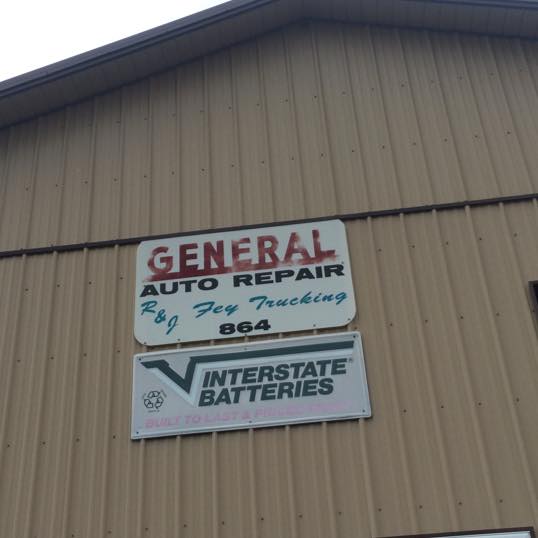 GENERAL
AUTO REPAIR
R&J Fey Trucking
864
INTERSTATE
BATTERIES
BUILT TO LAST &